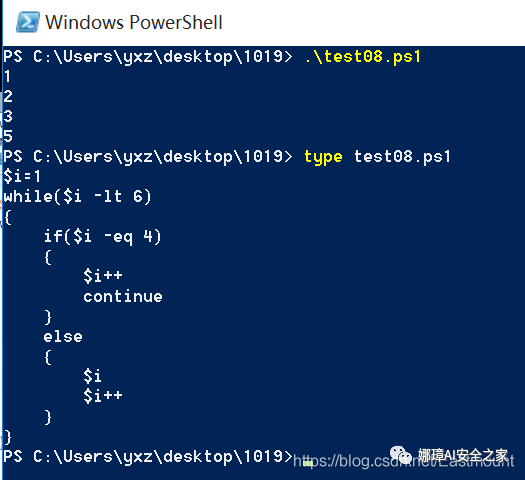 Windows PowerShell
PS C:\Users\yxz\desktop\1019> .\test08.ps1
1
2
3
5
PS C:\Users\yxz\desktop\1019> type test08.ps1
$i=1
while($i -lt 6)
{
    if($i -eq 4)
    {
        $i++
        continue
    }
    else
    {
        $i
        $i++
    }
}
PS C:\Users\yxz\desktop\1019>
https://blog.csdn.net/Eastmount
娜璋AI安全之家